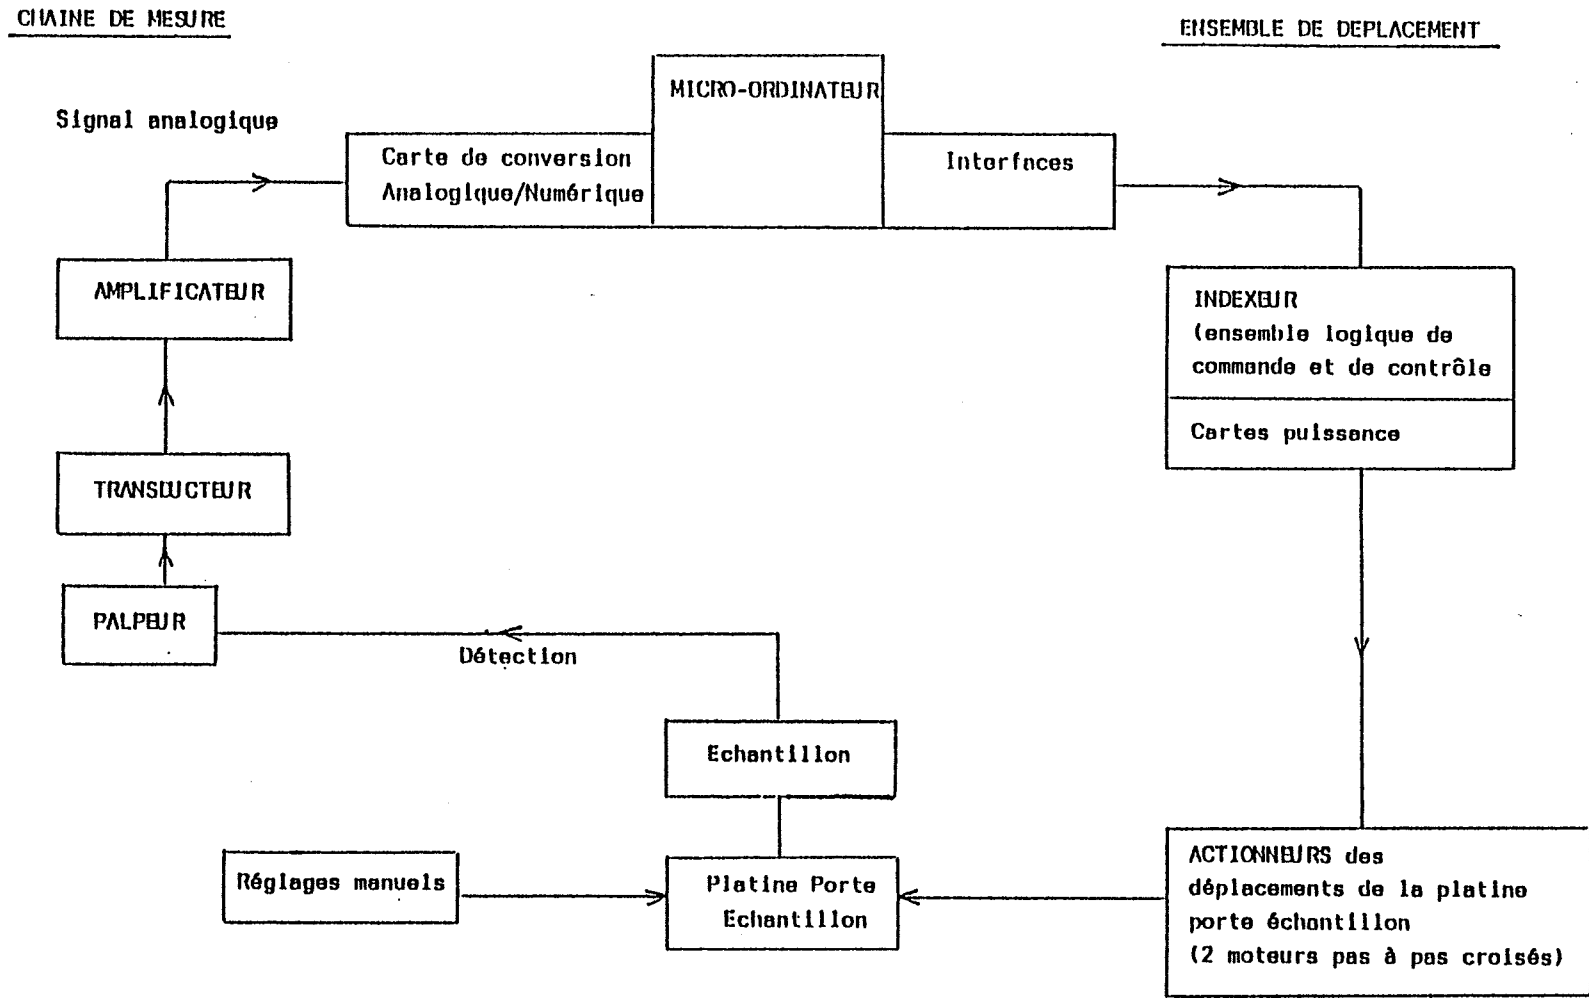 CHAINE DE MESURE
ENSEMBLE DE DEPLACEMENT
MICRO-ORDINATEUR
Signal analogique
Carte de conversion
Analogique/Numérique
Interfaces
AMPLIFICATEUR
INDEXEUR
(ensemble logique de
commande et de contrôle
Cartes puissance
TRANSDUCTEUR
PALPEUR
Détection
Echantillon
Réglages manuels
Platine Porte
Echantillon
ACTIONNEURS des
déplacements de la platine
porte échantillon
(2 moteurs pas à pas croisés)